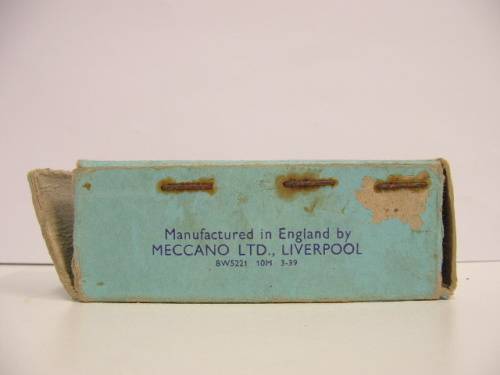 Manufactured in England by
MECCANO LTD., LIVERPOOL
BW5221 10M 3-39